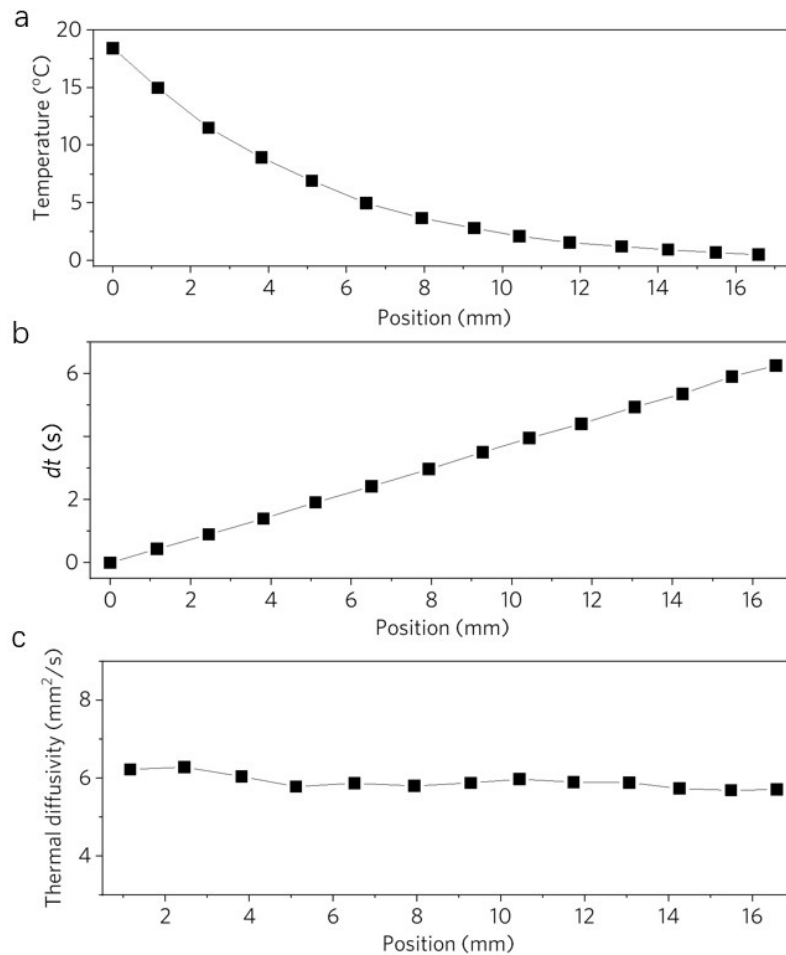 a
20
15
10
5
0
Temperature (°C)
0 2 4 6 8 10 12 14 16
Position (mm)
b
6
2
0
dt (s)
0 2 4 6 8 10 12 14 16
Position (mm)
c
8
6
4
Thermal diffusivity (mm²/s)
2 4 6 8 10 12 14 16
Position (mm)